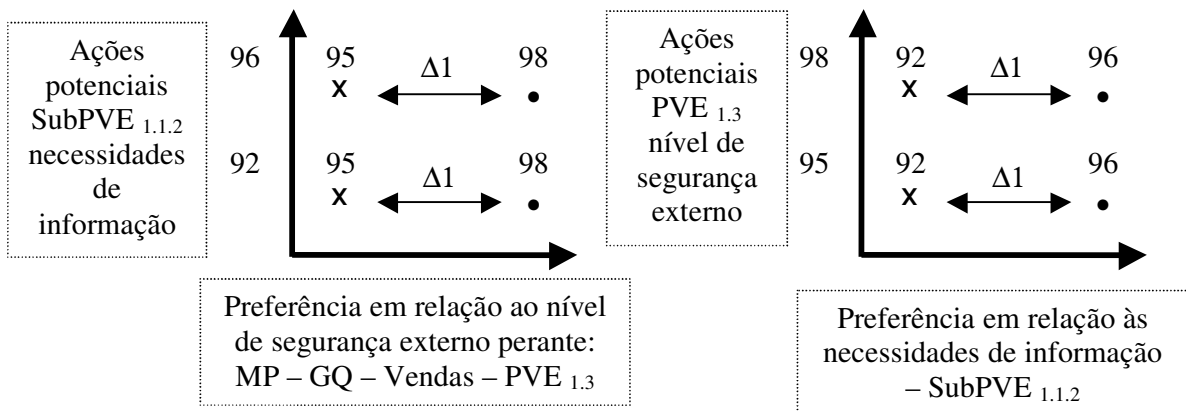 Ações
potenciais
SubPVE 1.1.2
necessidades
de
informação
96 95 Δ1 98
x
92 95 Δ1 98
x
Preferência em relação ao nível
de segurança externo perante:
MP – GQ – Vendas – PVE 1.3
Ações
potenciais
PVE 1.3
nível de
segurança
externo
98 92 Δ1 96
x
95 92 Δ1 96
x
Preferência em relação às
necessidades de informação
– SubPVE 1.1.2